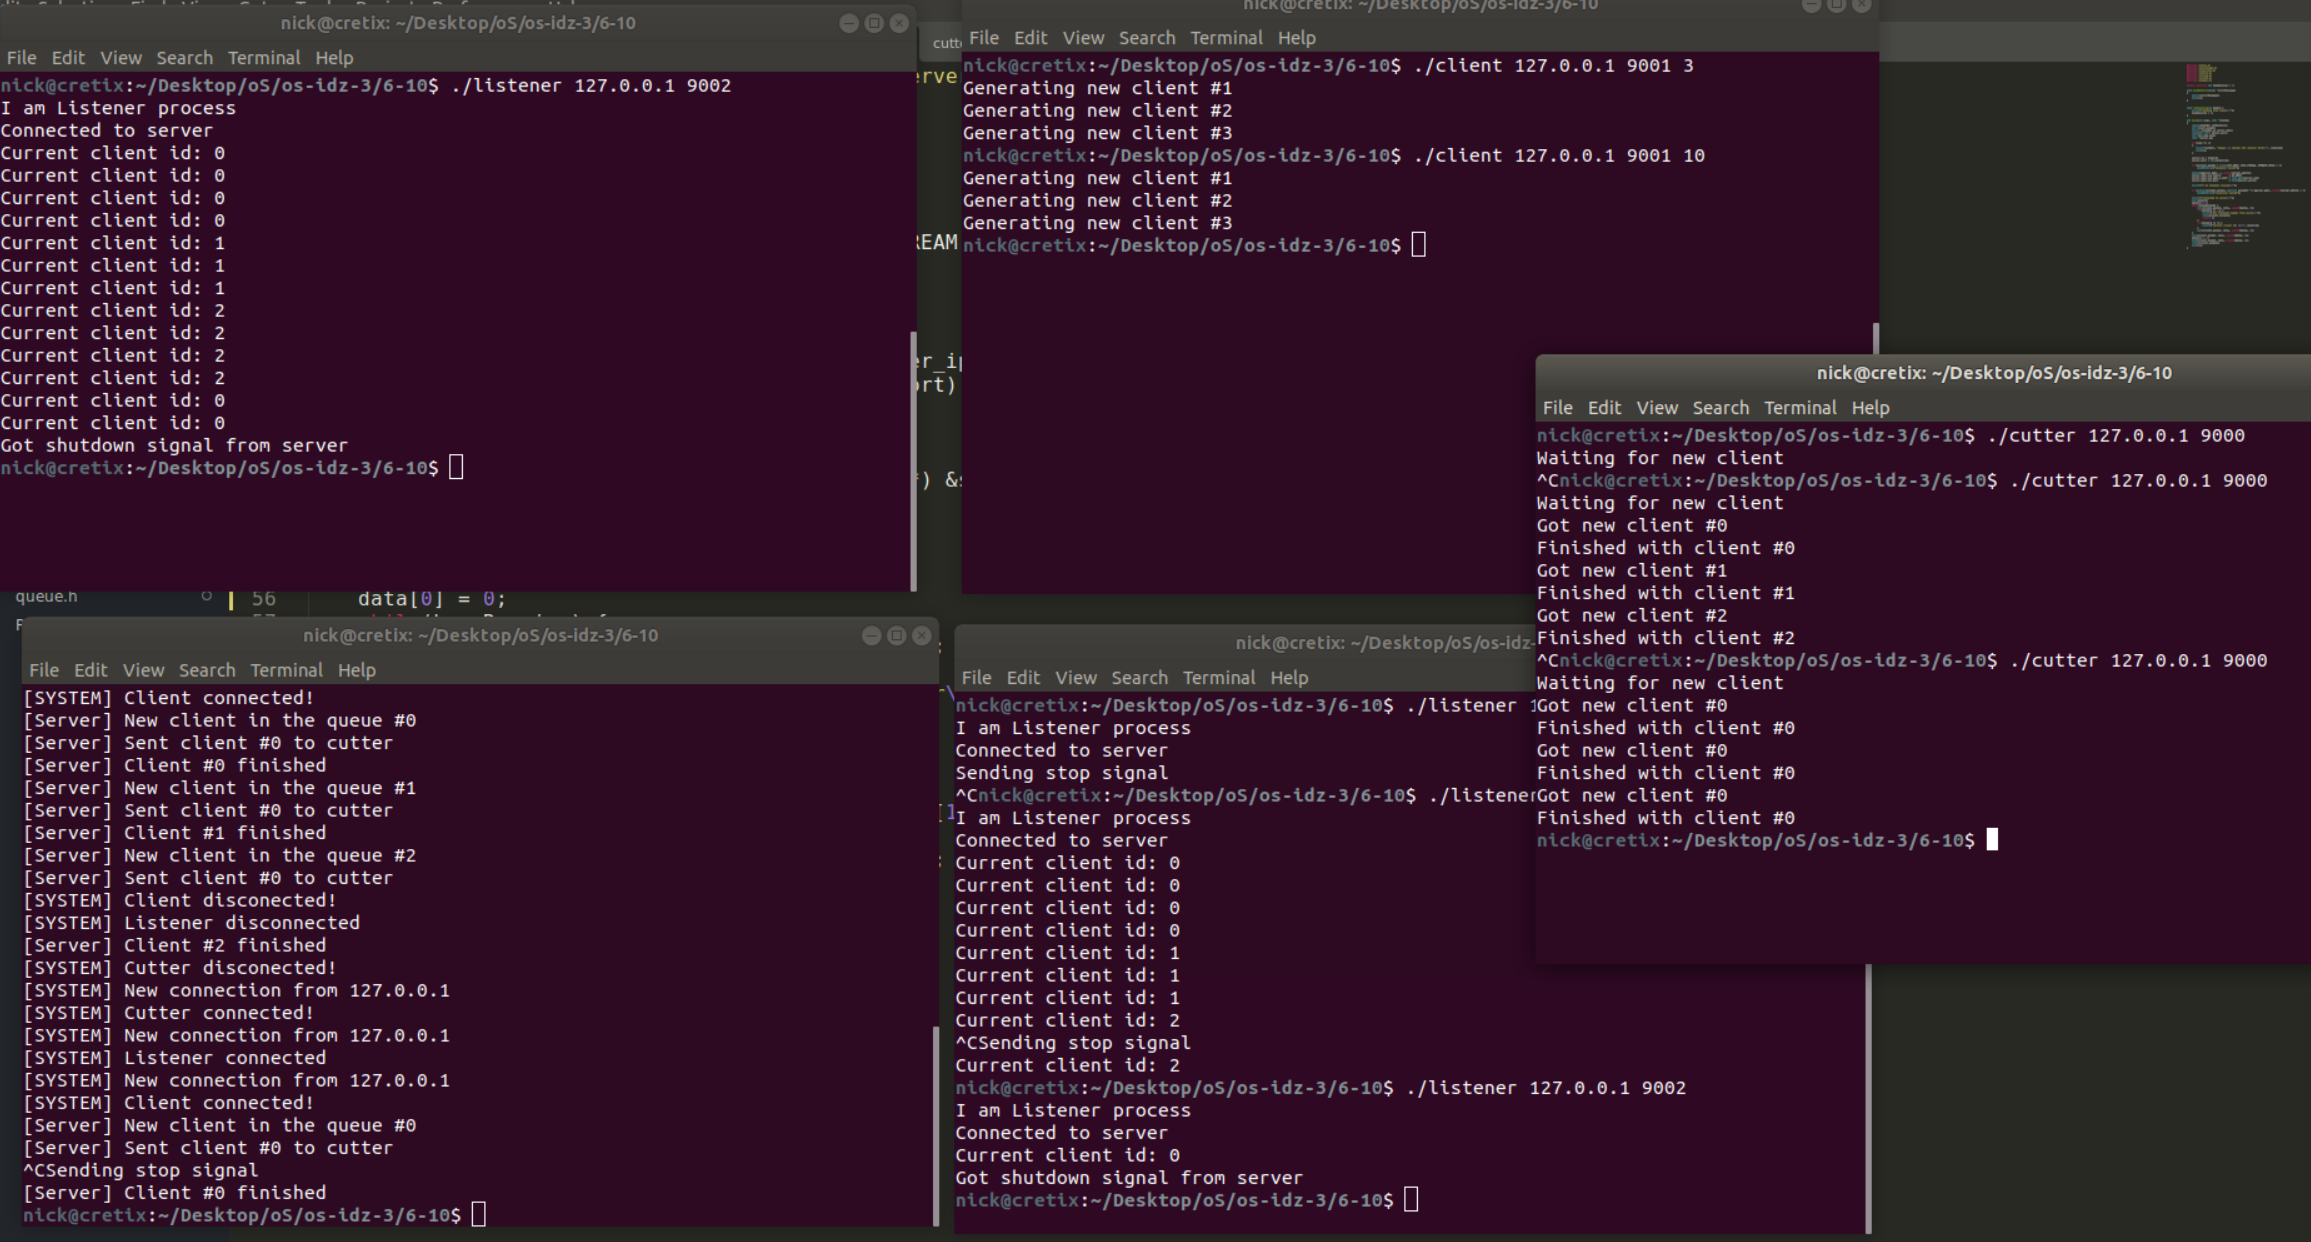 nick@cretix: ~/Desktop/oS/os-idz-3/6-10
File Edit View Search Terminal Help
nick@cretix:~/Desktop/oS/os-idz-3/6-10$ ./listener 127.0.0.1 9002
I am Listener process
Connected to server
Current client id: 0
Current client id: 0
Current client id: 0
Current client id: 0
Current client id: 1
Current client id: 1
Current client id: 1
Current client id: 2
Current client id: 2
Current client id: 2
Current client id: 2
Current client id: 0
Current client id: 0
Got shutdown signal from server
nick@cretix:~/Desktop/oS/os-idz-3/6-10$
nick@cretix: ~/Desktop/oS/os-idz-3/6-10
File Edit View Search Terminal Help
nick@cretix:~/Desktop/oS/os-idz-3/6-10$ ./client 127.0.0.1 9001 3
Generating new client #1
Generating new client #2
Generating new client #3
nick@cretix:~/Desktop/oS/os-idz-3/6-10$ ./client 127.0.0.1 9001 10
Generating new client #1
Generating new client #2
Generating new client #3
nick@cretix:~/Desktop/oS/os-idz-3/6-10$
nick@cretix: ~/Desktop/oS/os-idz-3/6-10
File Edit View Search Terminal Help
nick@cretix:~/Desktop/oS/os-idz-3/6-10$ ./cutter 127.0.0.1 9000
Waiting for new client
^Cnick@cretix:~/Desktop/oS/os-idz-3/6-10$ ./cutter 127.0.0.1 9000
Waiting for new client
Got new client #0
Finished with client #0
Got new client #1
Finished with client #1
Got new client #2
Finished with client #2
^Cnick@cretix:~/Desktop/oS/os-idz-3/6-10$ ./cutter 127.0.0.1 9000
Waiting for new client
Got new client #0
Finished with client #0
Got new client #0
Finished with client #0
Got new client #0
Finished with client #0
nick@cretix:~/Desktop/oS/os-idz-3/6-10$
queue.h
56 data[0] = 0;
nick@cretix: ~/Desktop/oS/os-idz-3/6-10
File Edit View Search Terminal Help
[SYSTEM] Client connected!
[Server] New client in the queue #0
[Server] Sent client #0 to cutter
[Server] Client #0 finished
[Server] New client in the queue #1
[Server] Sent client #0 to cutter
[Server] Client #1 finished
[Server] New client in the queue #2
[Server] Sent client #0 to cutter
[SYSTEM] Client disconected!
[SYSTEM] Listener disconnected
[Server] Client #2 finished
[SYSTEM] Cutter disconected!
[SYSTEM] New connection from 127.0.0.1
[SYSTEM] Cutter connected!
[SYSTEM] New connection from 127.0.0.1
[SYSTEM] Listener connected
[SYSTEM] New connection from 127.0.0.1
[SYSTEM] Client connected!
[Server] New client in the queue #0
[Server] Sent client #0 to cutter
^CSending stop signal
[Server] Client #0 finished
nick@cretix:~/Desktop/oS/os-idz-3/6-10$
nick@cretix: ~/Desktop/oS/os-idz-
File Edit View Search Terminal Help
nick@cretix:~/Desktop/oS/os-idz-3/6-10$ ./listener 1
I am Listener process
Connected to server
Sending stop signal
^Cnick@cretix:~/Desktop/oS/os-idz-3/6-10$ ./listener
I am Listener process
Connected to server
Current client id: 0
Current client id: 0
Current client id: 0
Current client id: 0
Current client id: 1
Current client id: 1
Current client id: 1
Current client id: 2
^CSending stop signal
Current client id: 2
nick@cretix:~/Desktop/oS/os-idz-3/6-10$ ./listener 127.0.0.1 9002
I am Listener process
Connected to server
Current client id: 0
Got shutdown signal from server
nick@cretix:~/Desktop/oS/os-idz-3/6-10$